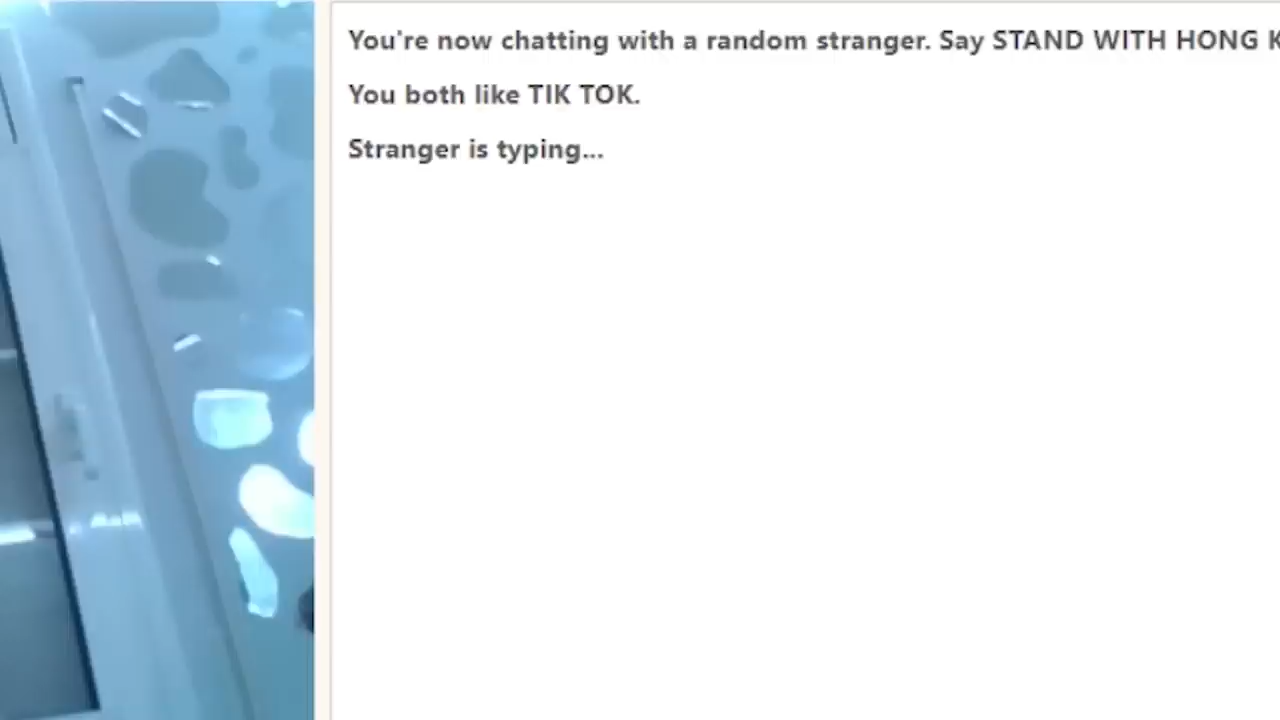 You're now chatting with a random stranger. Say STAND WITH HONG
You both like TIK TOK.
Stranger is typing...